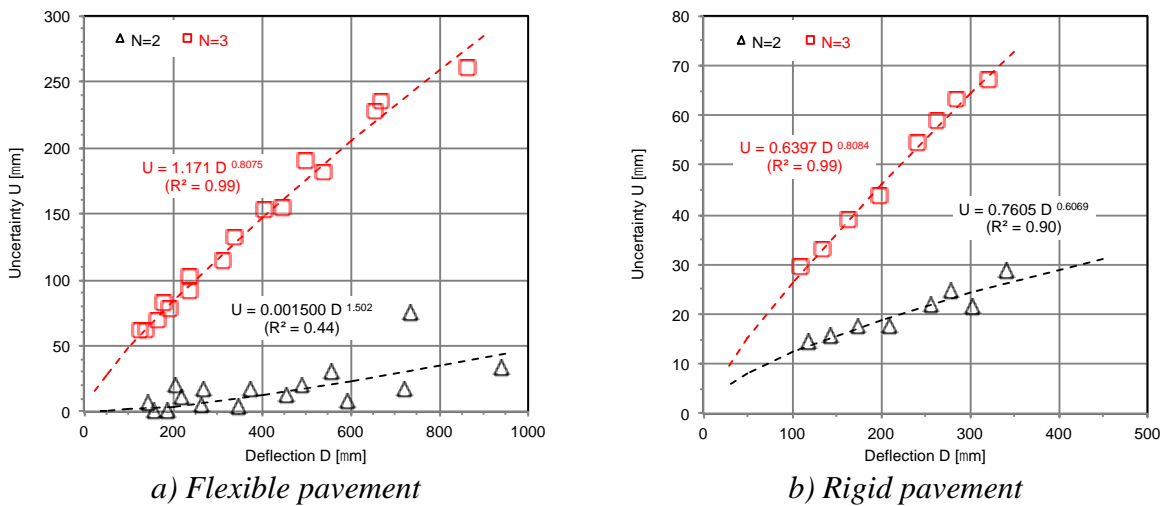 300
250
200
150
100
50
0
Uncertainty U [mm]
N=2 N=3
U = 1.171 D 0.8075
(R² = 0.99)
U = 0.001500 D 1.502
(R² = 0.44)
0 200 400 600 800 1000
Deflection D [mm]
a) Flexible pavement
80
70
60
50
40
30
20
10
0
Uncertainty U [mm]
N=2 N=3
U = 0.6397 D 0.8084
(R² = 0.99)
U = 0.7605 D 0.6069
(R² = 0.90)
0 100 200 300 400 500
Deflection D [mm]
b) Rigid pavement